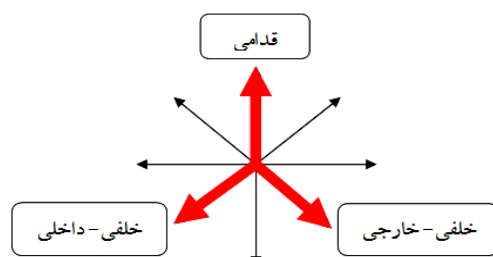 قدامی
خلفی - خارجی
خلفی - داخلی